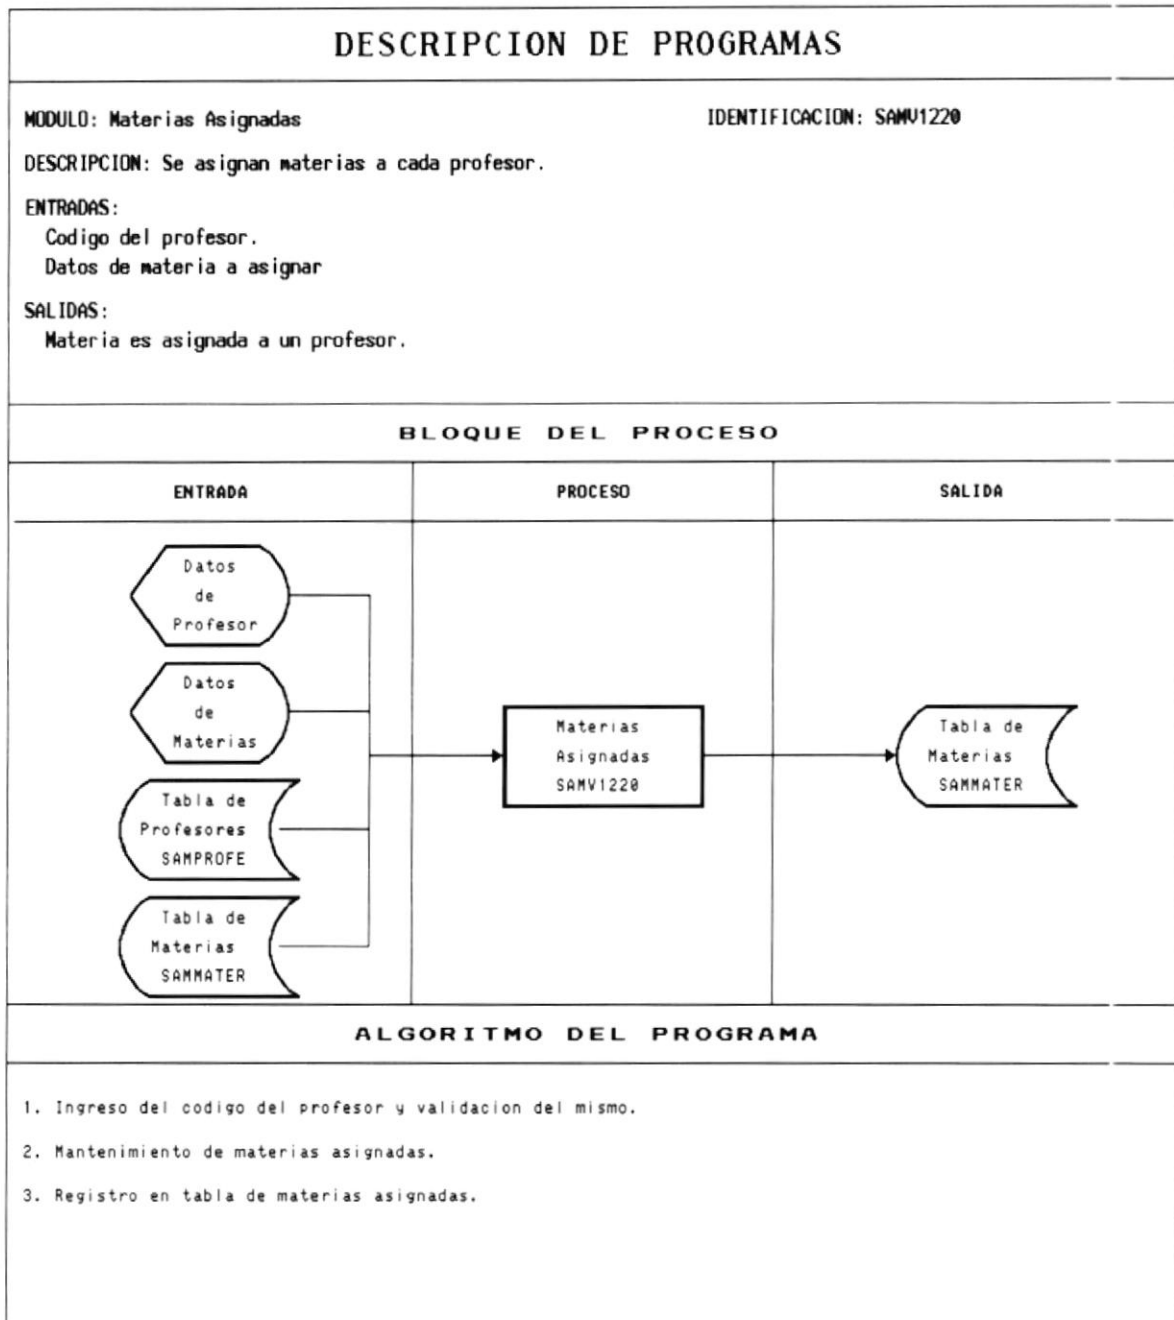 DESCRIPCION DE PROGRAMAS
MODULO: Materias Asignadas IDENTIFICACION: SAMV1220
DESCRIPCION: Se asignan materias a cada profesor.
ENTRADAS:
Codigo del profesor.
Datos de materia a asignar
SALIDAS:
Materia es asignada a un profesor.
BLOQUE DEL PROCESO
ENTRADA PROCESO SALIDA
Datos
de
Profesor
Datos
de
Materias
Tabla de
Profesores
SAMPROFE
Tabla de
Materias
SAMMATER
Materias
Asignadas
SAMV1220
Tabla de
Materias
SAMMATER
ALGORITMO DEL PROGRAMA
1. Ingreso del codigo del profesor y validacion del mismo.
2. Mantenimiento de materias asignadas.
3. Registro en tabla de materias asignadas.